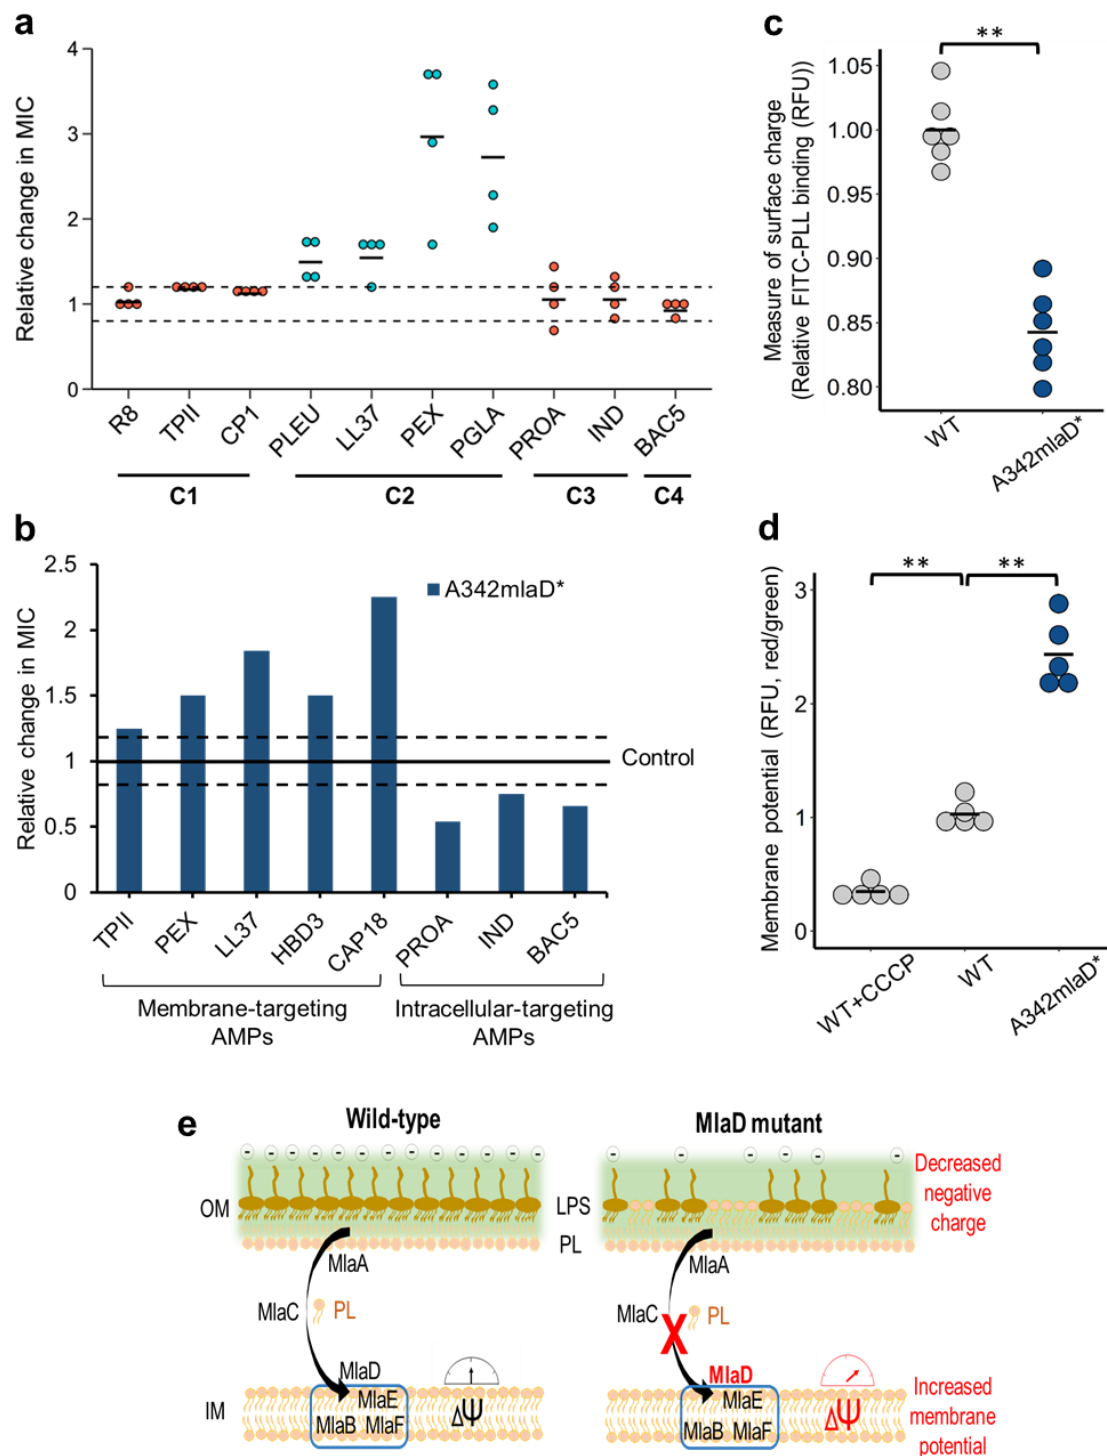 a
Relative change in MIC
4
3
2
1
0
R8
TPII
CP1
PLEU
LL37
PEX
PGLA
PROA
IND
BAC5
C1
C2
C3
C4
b
Relative change in MIC
2.5
2
1.5
1
0.5
0
A342mlaD*
Control
TPII
PEX
LL37
HBD3
CAP18
PROA
IND
BAC5
Membrane-targeting
AMPs
Intracellular-targeting
AMPs
c
Measure of surface charge
(Relative FITC-PLL binding (RFU))
**
1.05
1.00
0.95
0.90
0.85
0.80
WT
A342mlaD*
d
Membrane potential (RFU, red/green)
** **
3
2
1
0
WT+CCCP
WT
A342mlaD*
e
Wild-type
MlaD mutant
- - - - - - - - - - - -
- - - - - -
OM
LPS
PL
Decreased
negative
charge
MlaA
MlaC
PL
MlaD
MlaE
MlaB MlaF
ΔΨ
IM
MlaA
MlaC
PL
X
MlaD
MlaE
MlaB MlaF
ΔΨ
Increased
membrane
potential